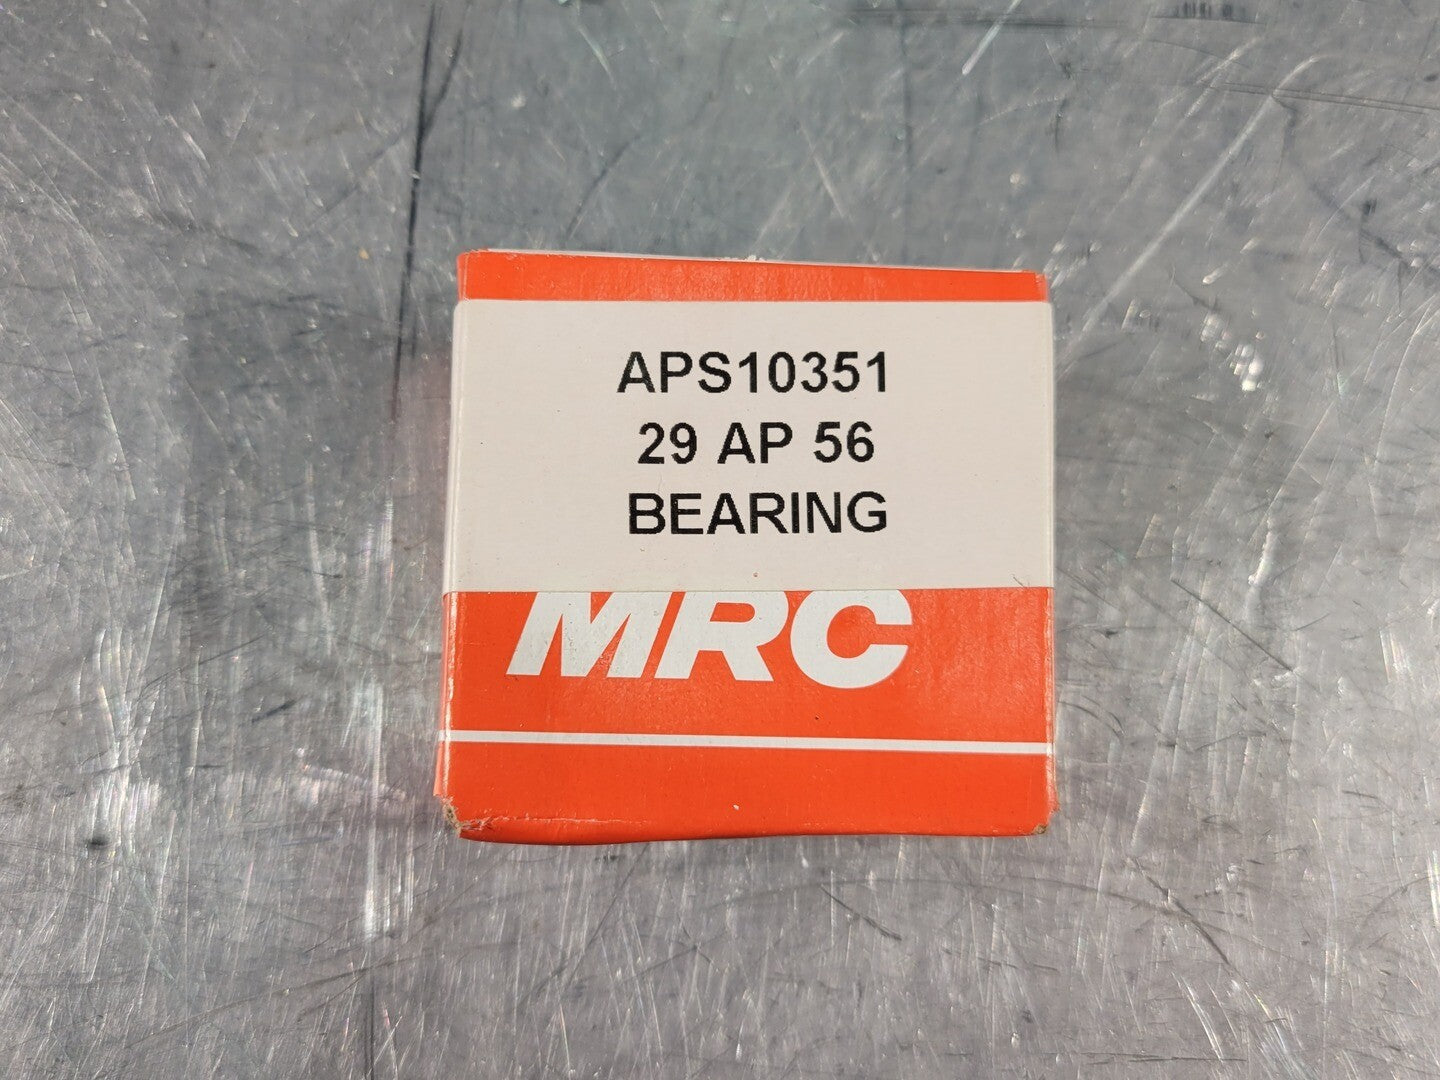 APS10351
29 AP 56
BEARING
MRC